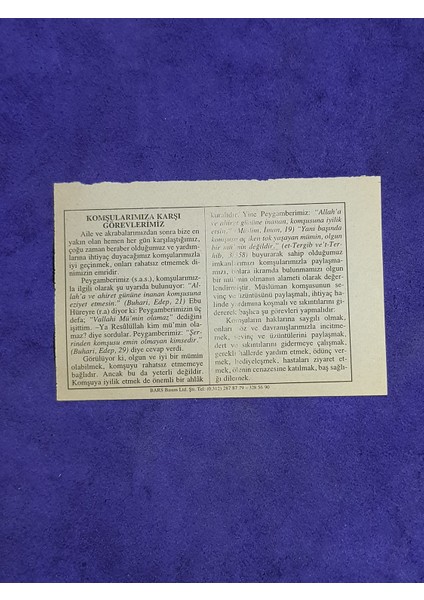 KOMŞULARIMIZA KARŞI
GÖREVLERİMİZ
Aile ve akrabalarımızdan sonra bize en
yakın olan hemen her gün karşılaştığımız,
çoğu zaman beraber olduğumuz ve yardım-
larına ihtiyaç duyacağımız komşularımızla
iyi geçinmek, onları rahatsız etmemek di-
nimizin emridir.
Peygamberimiz (s.a.s.), komşularımız-
la ilgili olarak şu uyarıda bulunuyor: "Al-
lah'a ve ahiret gününe inanan komşusuna
eziyet etmesin." (Buhari, Edep, 21) Ebu
Hüreyre (r.a) diyor ki: Peygamberimizin üç
defa; "Vallahi Mü'min olamaz," dediğini
işittim. –Ya Resûlüllah kim mü'min ola-
maz? diye sordular. Peygamberimiz: "Şer-
rinden komşusu emin olmayan kimsedir,"
(Buhari, Edep, 29) diye cevap verdi.
Görülüyor ki, olgun ve iyi bir mümin
olabilmek, komşuyu rahatsız etmemeye
bağlıdır. Ancak bu da yeterli değildir.
Komşuya iyilik etmek de önemli bir ahlâk
kuralıdır. Yine Peygamberimiz: "Allah'a
ve ahiret gününe inanan, komşusuna iyilik
etsin," (Müslim, İman, 19) "Yanı başında
komşusu aç iken tok yaşayan mümin, olgun
bir mü'min değildir," (et-Tergîb ve't-Ter-
hîb, 3/358) buyurarak sahip olduğumuz
imkanlarımızı komşularımızla paylaşma-
mızı, onlara ikramda bulunmamızı olgun
bir mü'min olmanın alameti olarak değer-
lendirmiştir. Müslüman komşusunun se-
vinç ve üzüntüsünü paylaşmalı, ihtiyaç ha-
linde yardımına koşmalı ve sıkıntılarını gi-
dererek başlıca şu görevleri yapmalıdır:
Komşuların haklarına saygılı olmak,
onları söz ve davranışlarımızla incitme-
mek, sevinç ve üzüntülerini paylaşmak,
dert ve sıkıntılarını gidermeye çalışmak,
gerekli hallerde yardım etmek, ödünç ver-
mek, hediyeleşmek, hastaları ziyaret et-
mek, ölenin cenazesine katılmak, baş sağlı-
ğı dilemek.
Basım Ltd. Şti. Tel: (0.312)